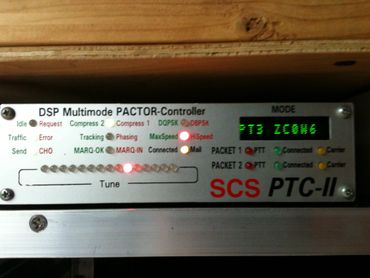 DSP Multimode PACTOR-Controller
MODE
Idle Request Compress 2 Compress 1 DQPSK DBPSK
PT3 ZC0W6
Traffic Error Tracking Phasing MaxSpeed HiSpeed
Send CHO MARQ-OK MARQ-IN Connected Mail
PACKET 1 PTT Connected Carrier
PACKET 2 PTT Connected Carrier
Tune
SCS PTC-II